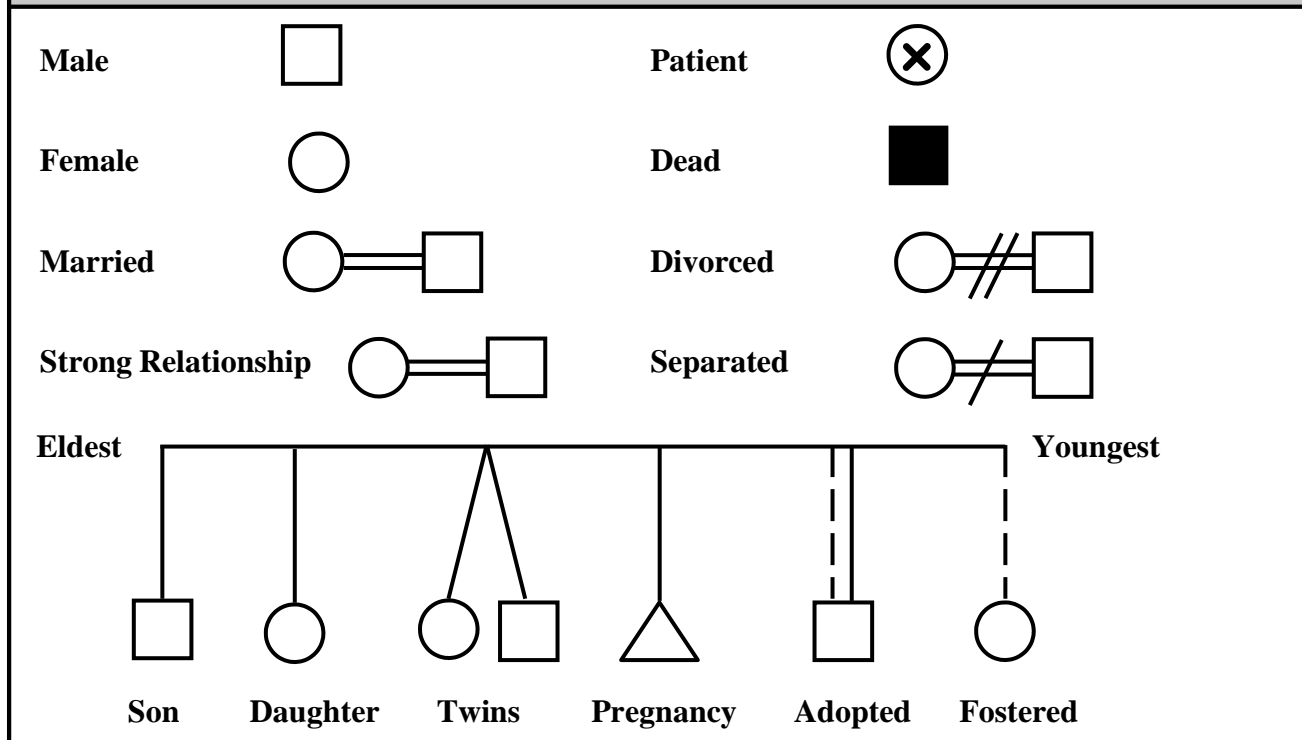 Male Patient
Female Dead
Married Divorced
Strong Relationship Separated
Eldest Youngest
Son Daughter Twins Pregnancy Adopted Fostered